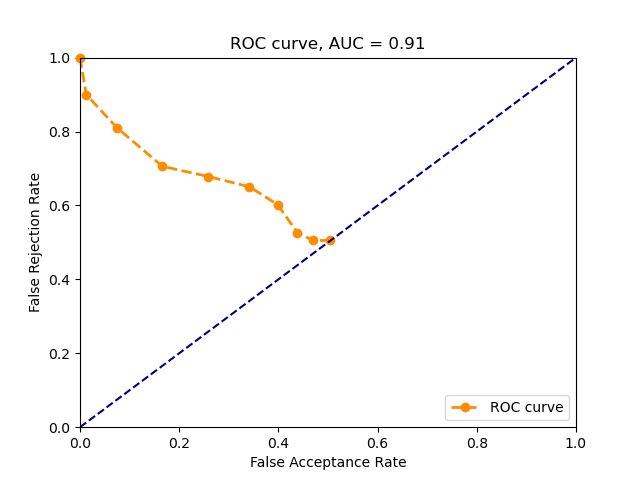 ROC curve, AUC = 0.91
1.0
0.8
0.6
0.4
0.2
0.0
False Rejection Rate
ROC curve
0.0 0.2 0.4 0.6 0.8 1.0
False Acceptance Rate